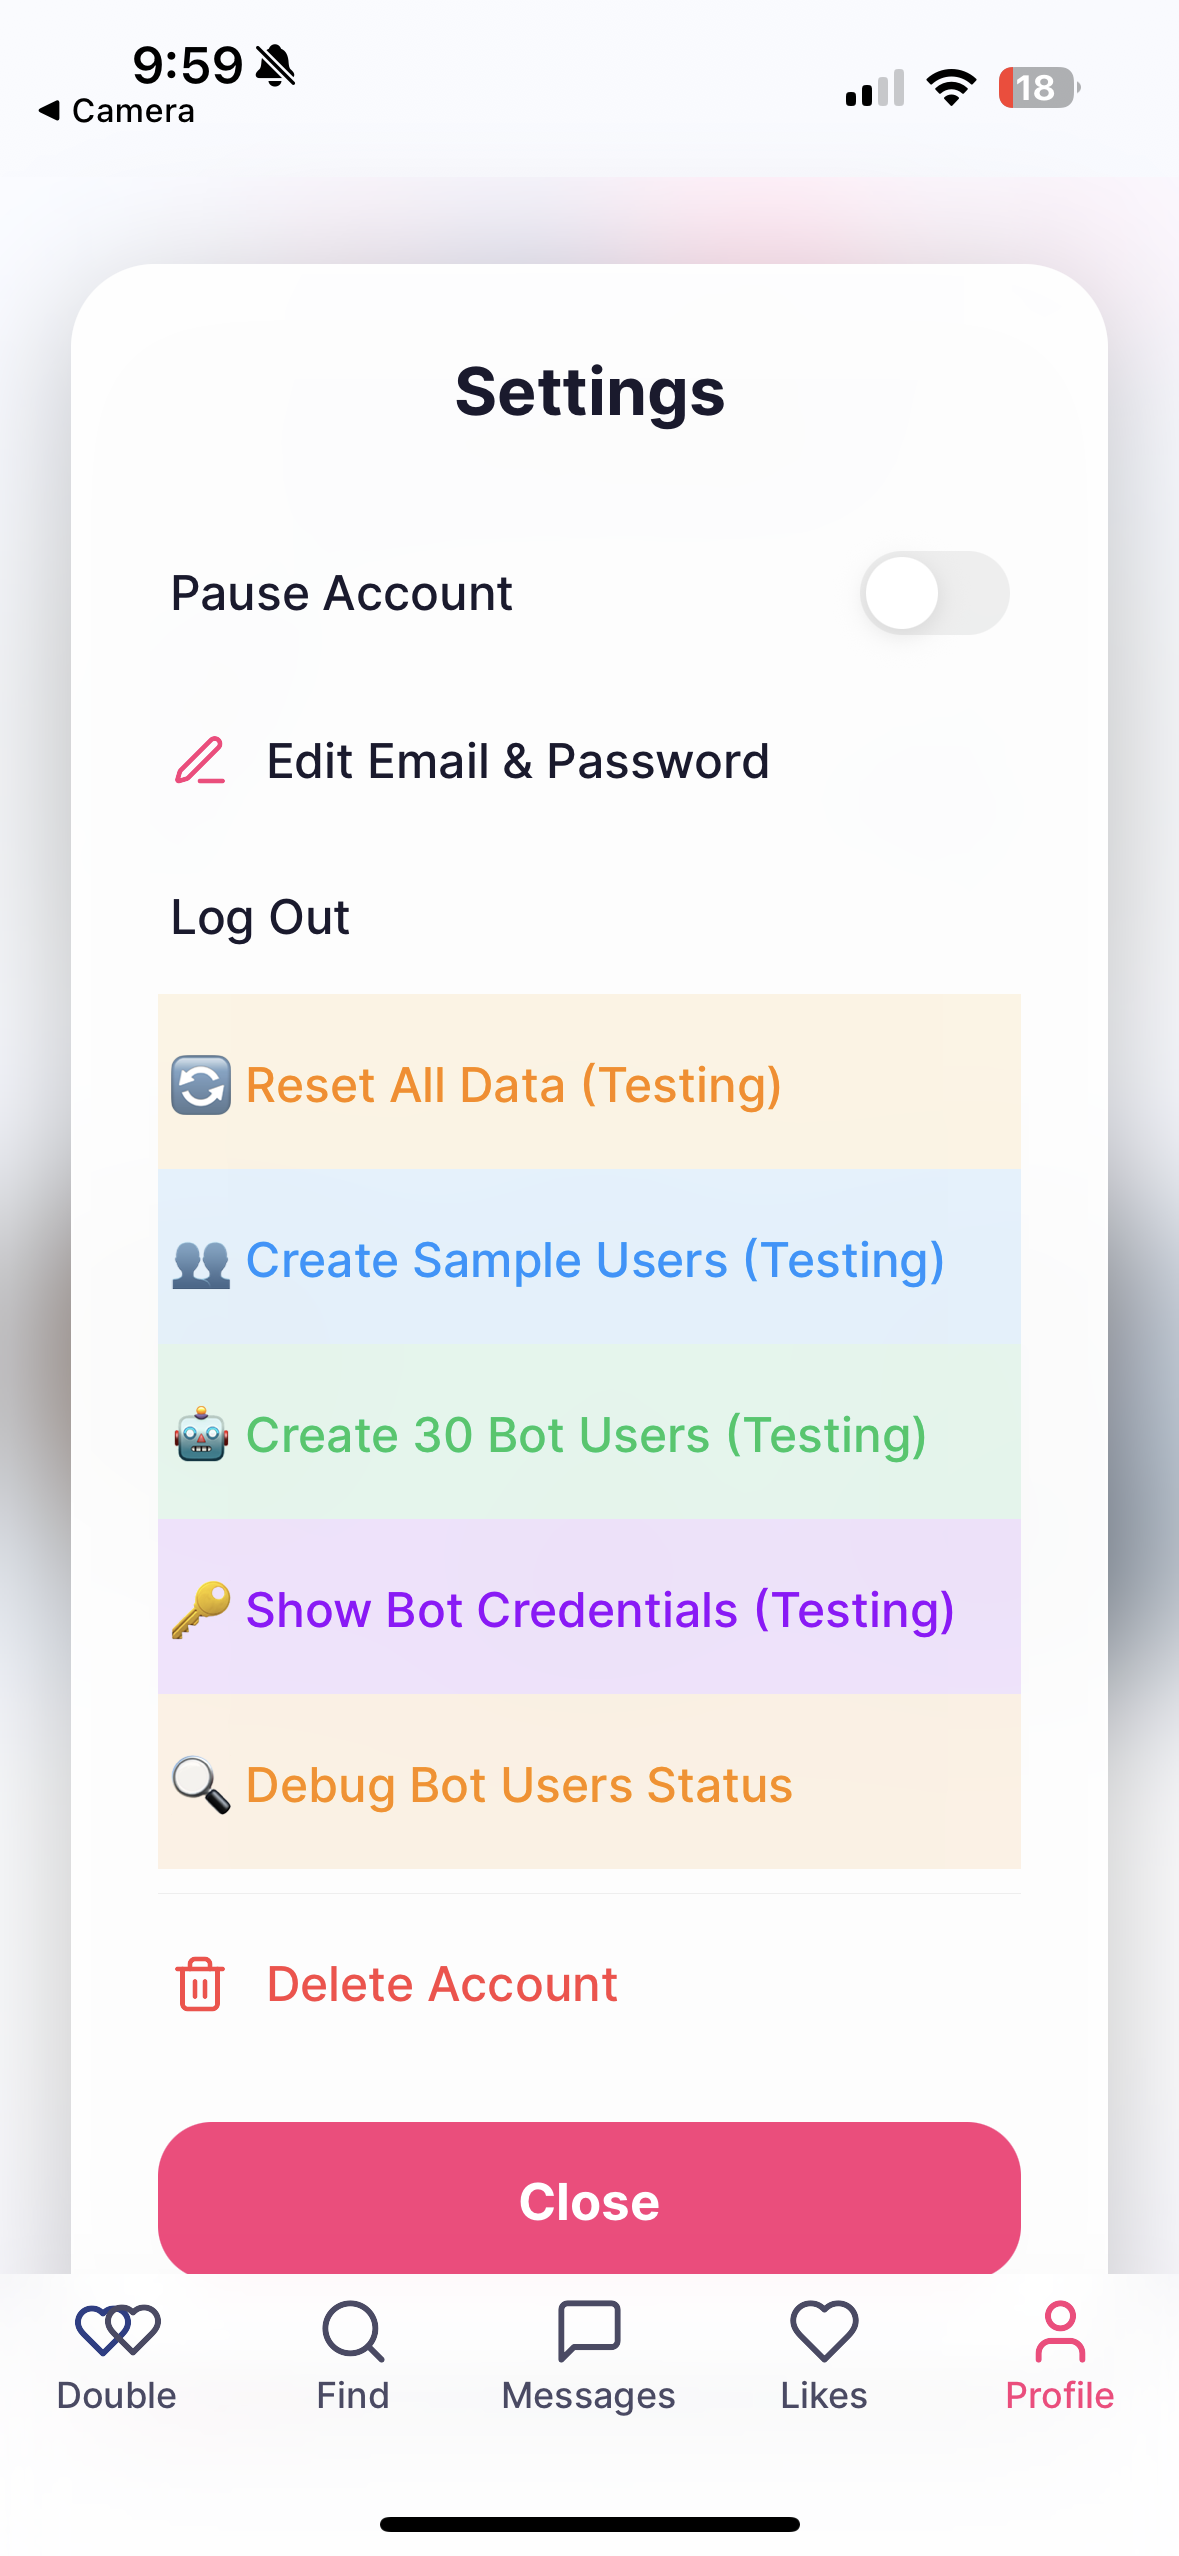 9:59
Camera
18
Settings
Pause Account
Edit Email & Password
Log Out
Reset All Data (Testing)
Create Sample Users (Testing)
Create 30 Bot Users (Testing)
Show Bot Credentials (Testing)
Debug Bot Users Status
Delete Account
Close
Double
Find
Messages
Likes
Profile